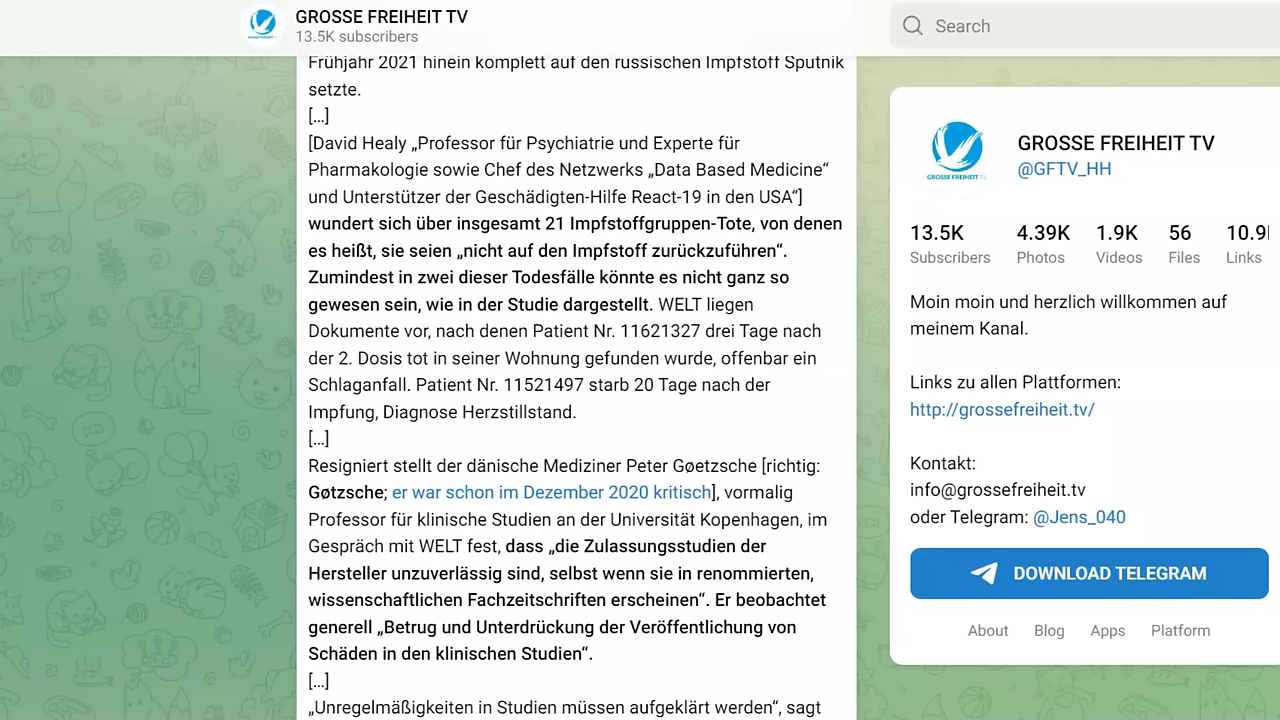 GROSSE FREIHEIT TV
13.5K subscribers
Search
Frühjahr 2021 hinein komplett auf den russischen Impfstoff Sputnik
setzte.
[...]
[David Healy „Professor für Psychiatrie und Experte für
Pharmakologie sowie Chef des Netzwerks „Data Based Medicine“
und Unterstützer der Geschädigten-Hilfe React-19 in den USA“]
wundert sich über insgesamt 21 Impfstoffgruppen-Tote, von denen
es heißt, sie seien „nicht auf den Impfstoff zurückzuführen“.
Zumindest in zwei dieser Todesfälle könnte es nicht ganz so
gewesen sein, wie in der Studie dargestellt. WELT liegen
Dokumente vor, nach denen Patient Nr. 11621327 drei Tage nach
der 2. Dosis tot in seiner Wohnung gefunden wurde, offenbar ein
Schlaganfall. Patient Nr. 11521497 starb 20 Tage nach der
Impfung, Diagnose Herzstillstand.
[...]
Resigniert stellt der dänische Mediziner Peter Gøetzsche [richtig:
Gøtzsche; er war schon im Dezember 2020 kritisch], vormalig
Professor für klinische Studien an der Universität Kopenhagen, im
Gespräch mit WELT fest, dass „die Zulassungsstudien der
Hersteller unzuverlässig sind, selbst wenn sie in renommierten,
wissenschaftlichen Fachzeitschriften erscheinen“. Er beobachtet
generell „Betrug und Unterdrückung der Veröffentlichung von
Schäden in den klinischen Studien“.
[...]
„Unregelmäßigkeiten in Studien müssen aufgeklärt werden“, sagt
GROSSE FREIHEIT TV
GROSSE FREIHEIT TV
@GFTV_HH
13.5K 4.39K 1.9K 56 10.9
Subscribers Photos Videos Files Links
Moin moin und herzlich willkommen auf
meinem Kanal.
Links zu allen Plattformen:
http://grossefreiheit.tv/
Kontakt:
info@grossefreiheit.tv
oder Telegram: @Jens_040
DOWNLOAD TELEGRAM
About Blog Apps Platform